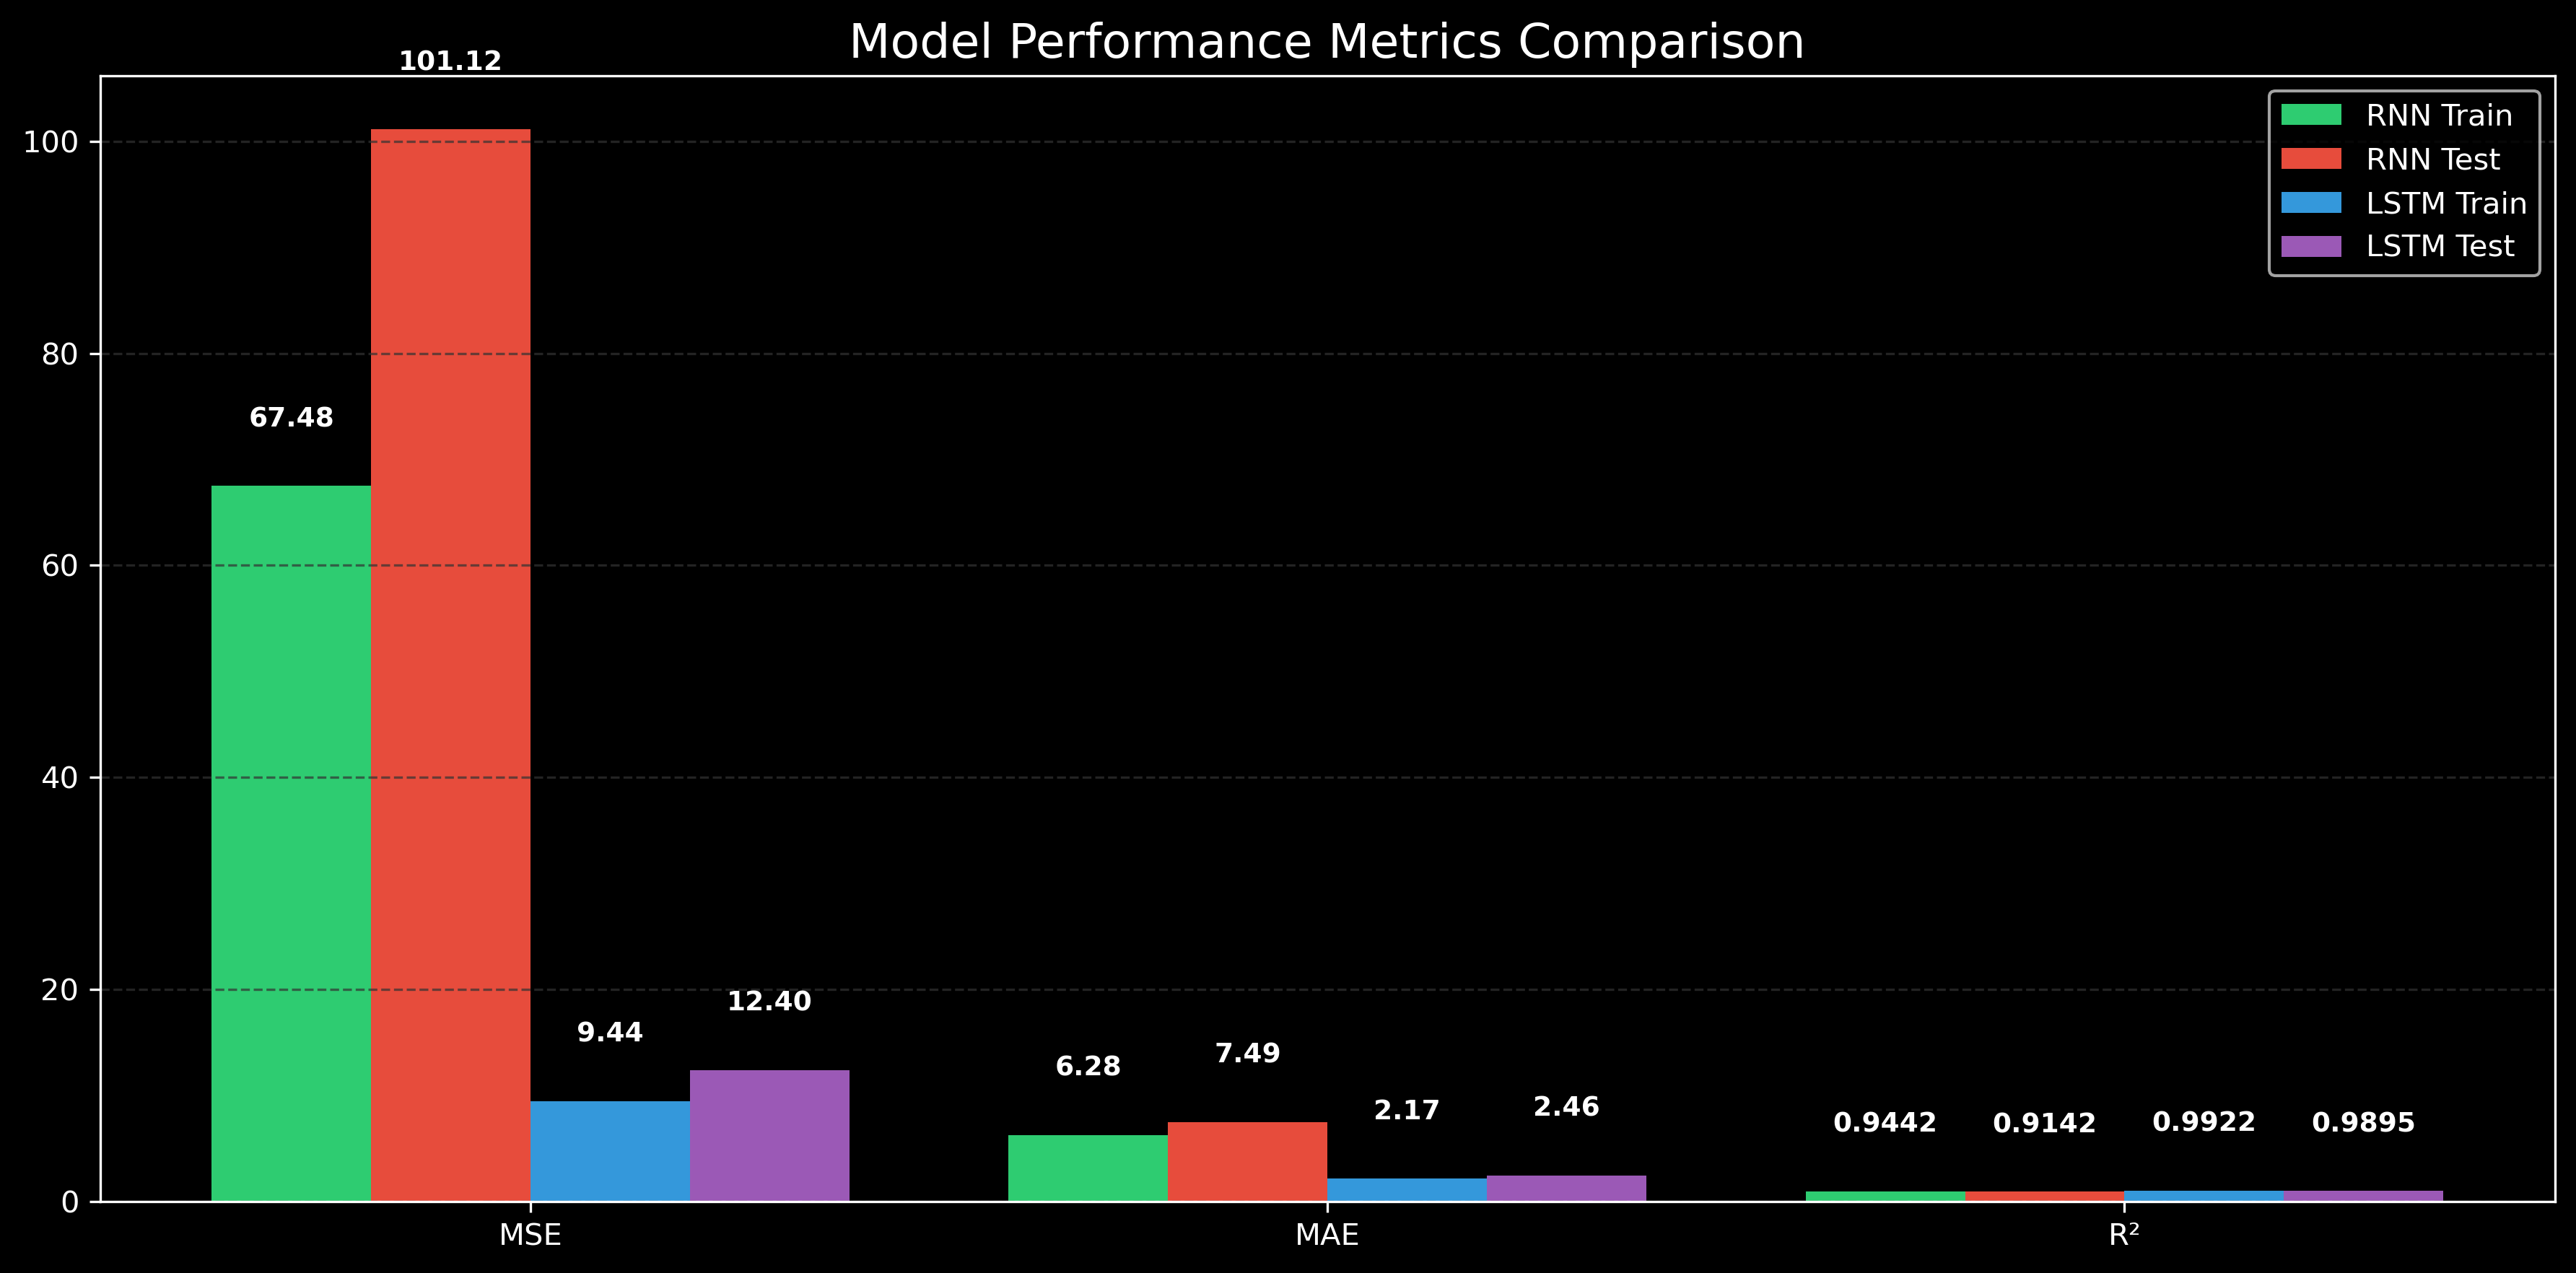 Model Performance Metrics Comparison
101.12
100
80
60
40
20
0
67.48
9.44
12.40
6.28
7.49
2.17
2.46
0.9442
0.9142
0.9922
0.9895
RNN Train
RNN Test
LSTM Train
LSTM Test
MSE
MAE
R²